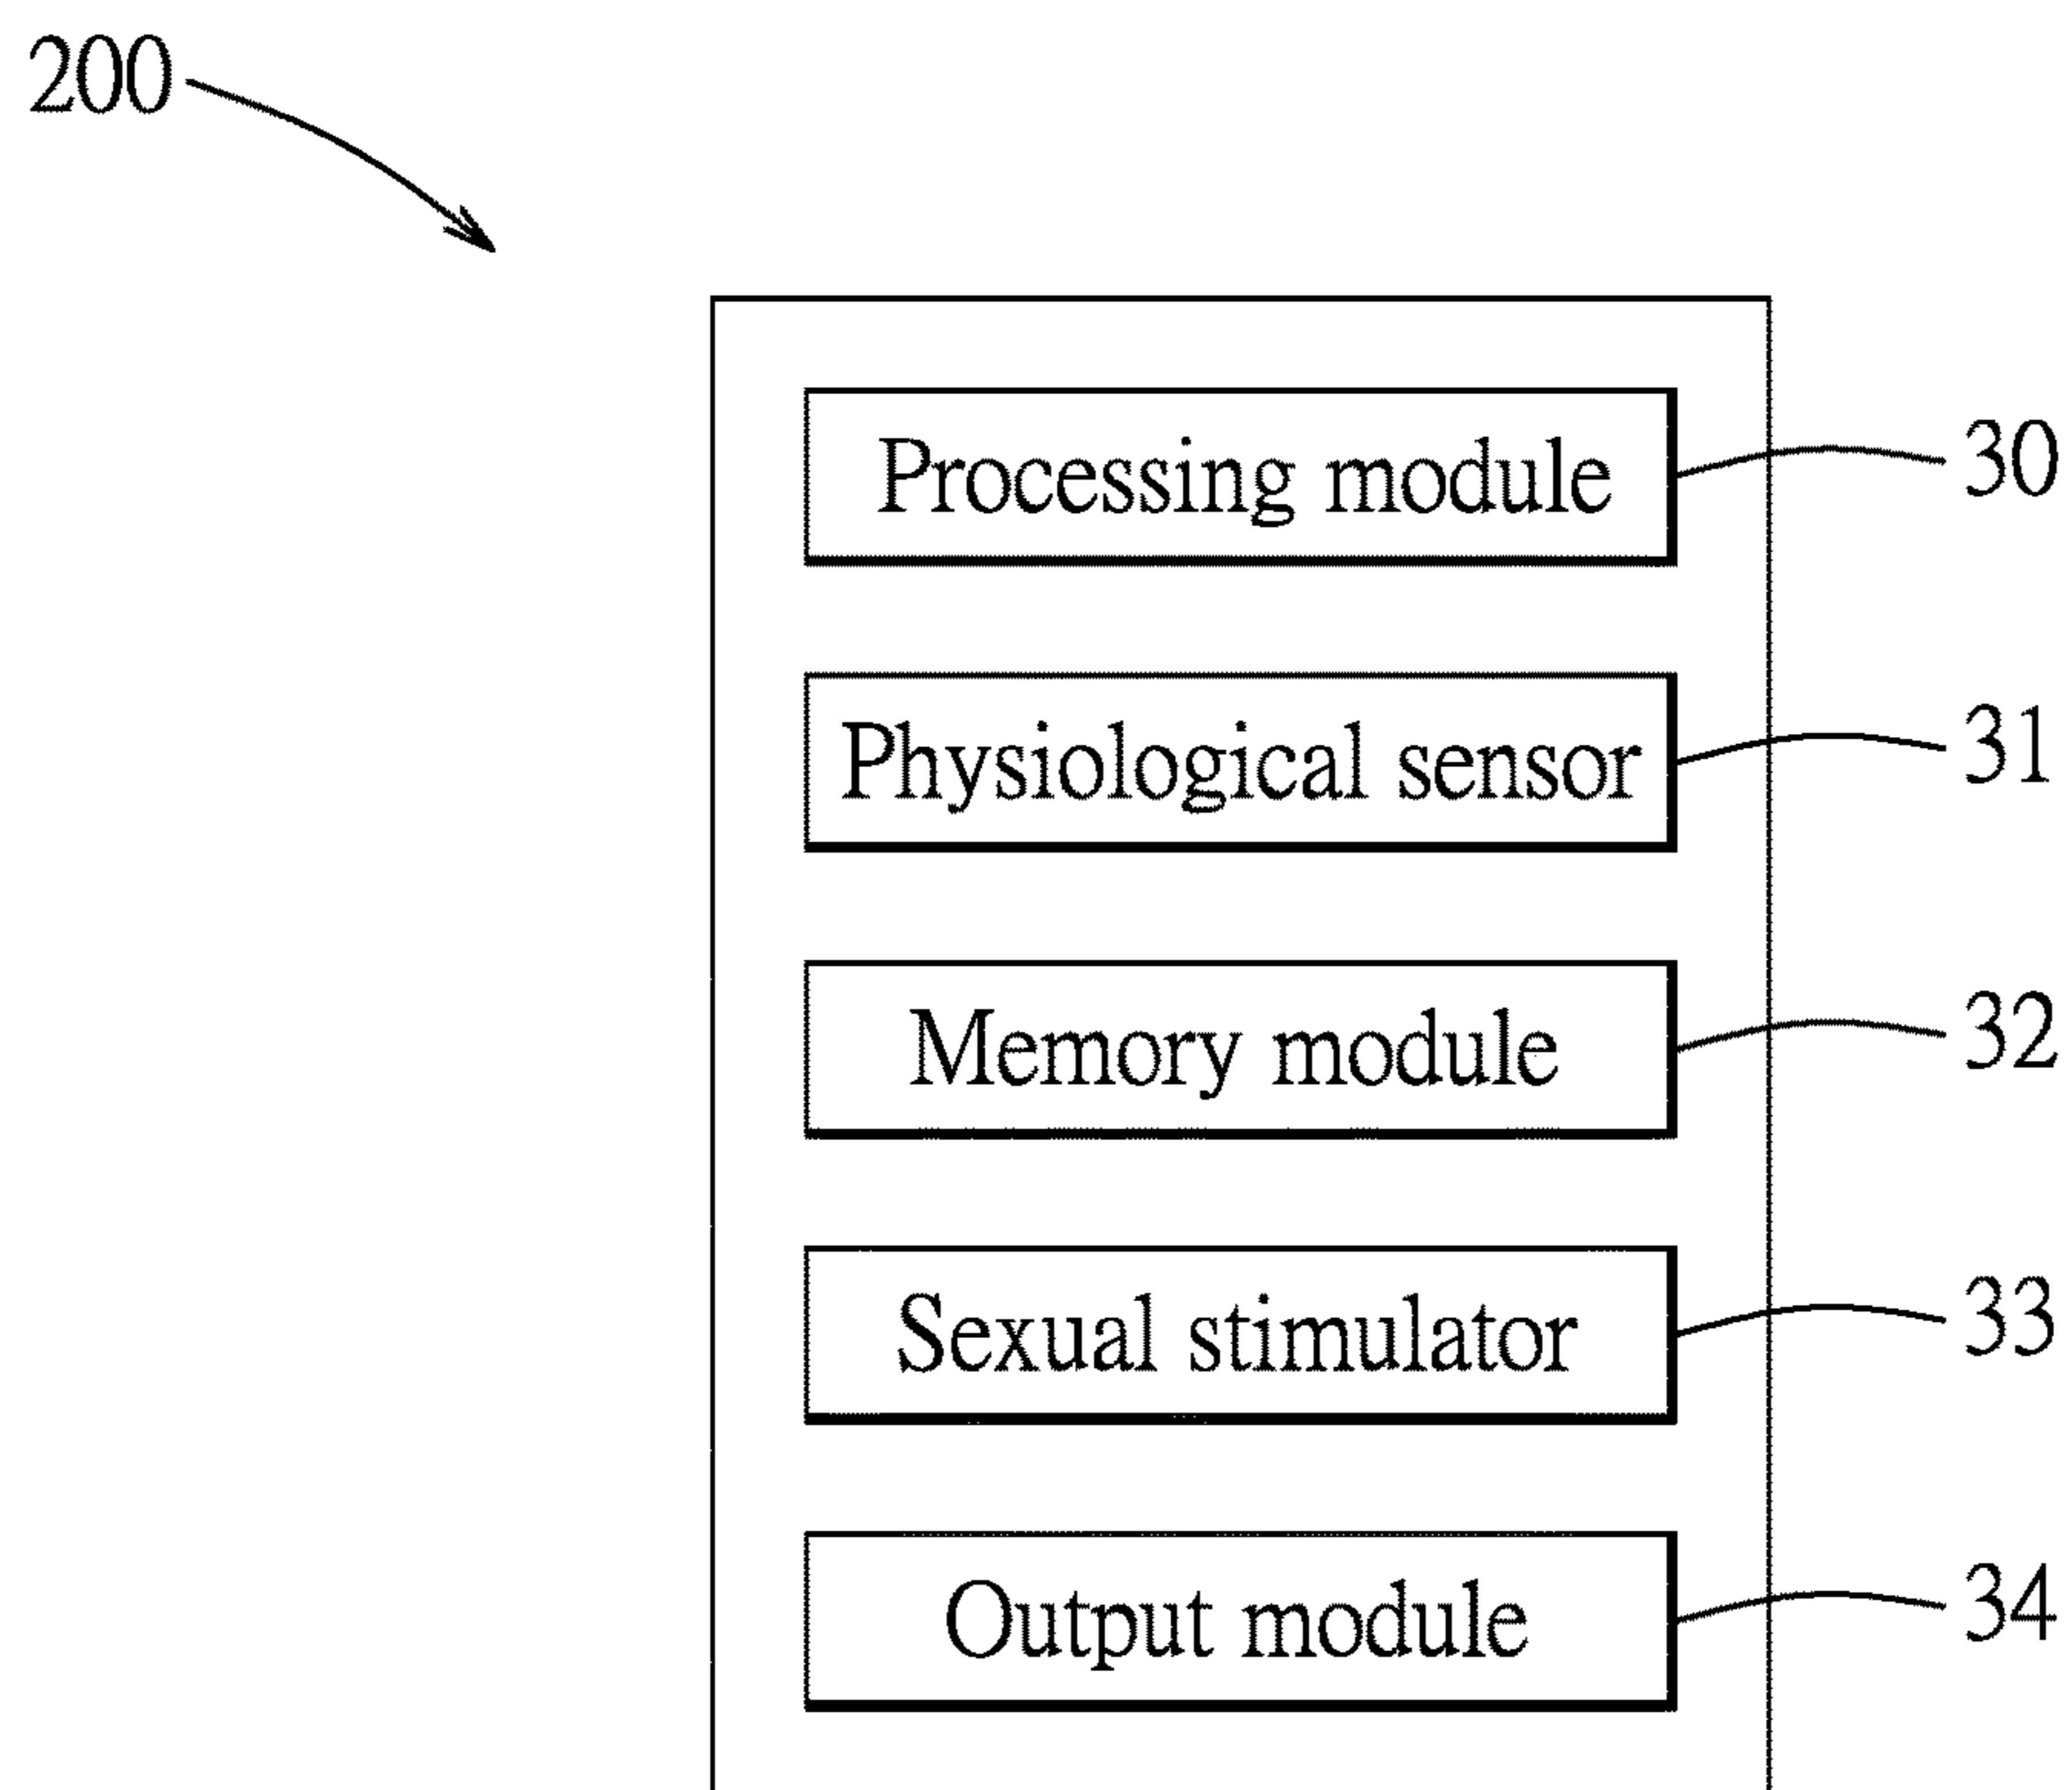 200
Processing module 30
Physiological sensor 31
Memory module 32
Sexual stimulator 33
Output module 34